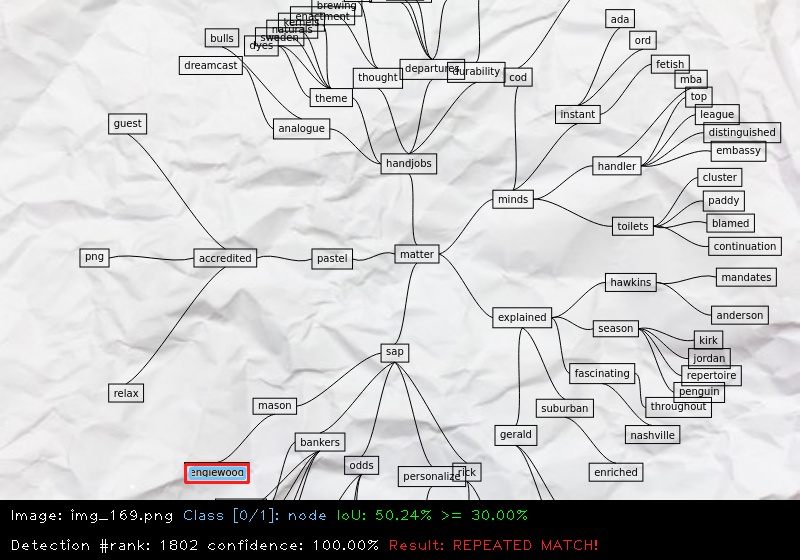 brewing
enactment
kernels
naturals
sweden
dyes
bulls
dreamcast
theme
analogue
thought
departures
durability
cod
ada
ord
fetish
mba
top
league
distinguished
embassy
instant
handler
handjobs
minds
guest
cluster
paddy
blamed
continuation
toilets
png
accredited
pastel
matter
hawkins
mandates
anderson
explained
season
kirk
jordan
repertoire
penguin
throughout
fascinating
nashville
suburban
enriched
gerald
sap
relax
mason
bankers
odds
personalize
rick
englewood
Image: img_169.png Class [0/1]: node IoU: 50.24% >= 30.00%
Detection #rank: 1802 confidence: 100.00% Result: REPEATED MATCH!